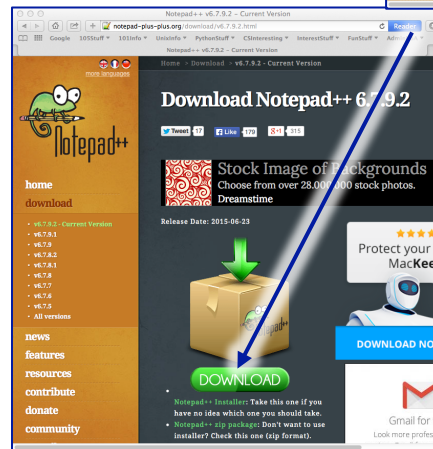 Notepad++ v6.7.9.2 - Current Version
notepad-plus-plus.org/download/v6.7.9.2.html
Reader
Google 105Stuff 101Info UnixInfo PythonStuff CSInteresting InterestStuff FunStuff
Notepad++ v6.7.9.2 - Current Version
more languages
Home > Download > v6.7.9.2 - Current Version
Download Notepad++ 6.7.9.2
Tweet 17 Like 179 g+1 315
Notepad++
Stock Image of Backgrounds
Choose from over 28.000.000 stock photos.
Dreamstime
home
download
Release Date: 2015-06-23
v6.7.9.2 - Current Version
v6.7.9.1
v6.7.9
v6.7.8.2
v6.7.8.1
v6.7.8
v6.7.7
v6.7.6
v6.7.5
All versions
Protect your
MacKee
notepad++
news
features
resources
contribute
donate
community
DOWNLOAD NO
DOWNLOAD
Notepad++ Installer: Take this one if you
have no idea which one you should take.
Notepad++ zip package: Don't want to use
installer? Check this one (zip format).
Gmail for
Look more profes